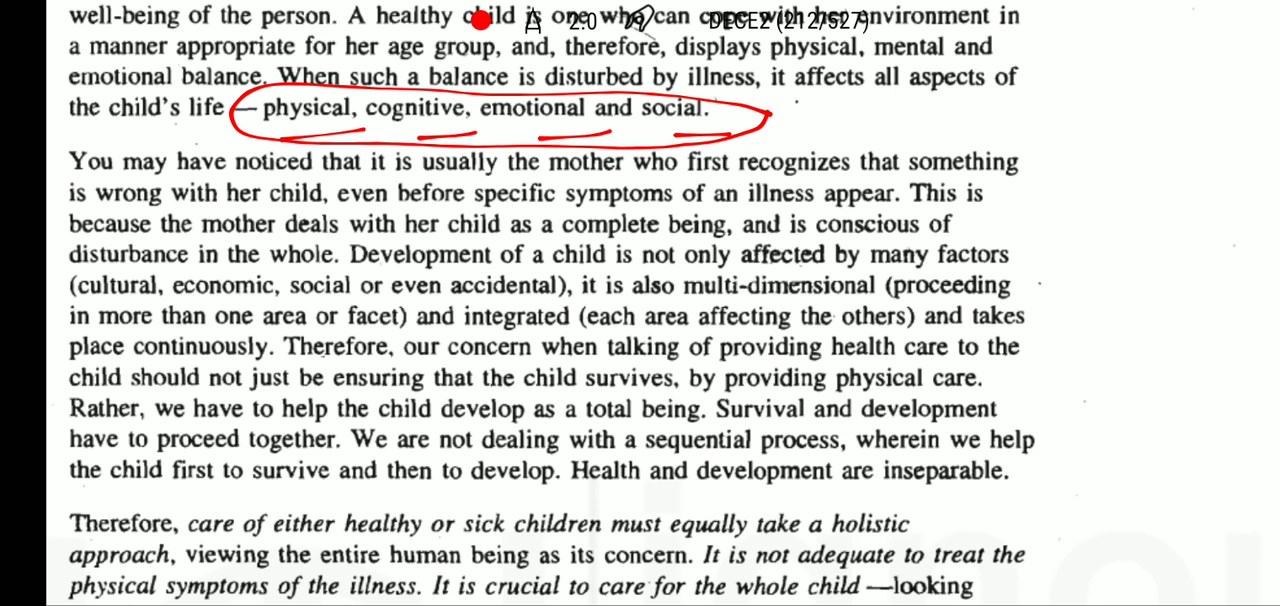 well-being of the person. A healthy child is one who can cope with her environment in
2.0
DECE2 (212/527)
a manner appropriate for her age group, and, therefore, displays physical, mental and
emotional balance. When such a balance is disturbed by illness, it affects all aspects of
the child's life — physical, cognitive, emotional and social.
You may have noticed that it is usually the mother who first recognizes that something
is wrong with her child, even before specific symptoms of an illness appear. This is
because the mother deals with her child as a complete being, and is conscious of
disturbance in the whole. Development of a child is not only affected by many factors
(cultural, economic, social or even accidental), it is also multi-dimensional (proceeding
in more than one area or facet) and integrated (each area affecting the others) and takes
place continuously. Therefore, our concern when talking of providing health care to the
child should not just be ensuring that the child survives, by providing physical care.
Rather, we have to help the child develop as a total being. Survival and development
have to proceed together. We are not dealing with a sequential process, wherein we help
the child first to survive and then to develop. Health and development are inseparable.
Therefore, care of either healthy or sick children must equally take a holistic
approach, viewing the entire human being as its concern. It is not adequate to treat the
physical symptoms of the illness. It is crucial to care for the whole child —looking